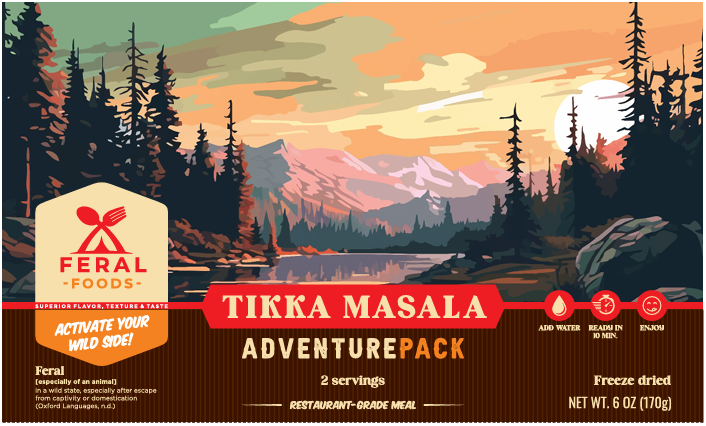 FERAL
-FOODS-
SUPERIOR FLAVOR, TEXTURE & TASTE
ACTIVATE YOUR
WILD SIDE!
TIKKA MASALA
ADVENTUREPACK
2 servings
RESTAURANT-GRADE MEAL
ADD WATER
READY IN
10 MIN.
ENJOY
Feral
[especially of an animal]
in a wild state, especially after escape
from captivity or domestication
(Oxford Languages, n.d.)
Freeze dried
NET WT. 6 OZ (170g)